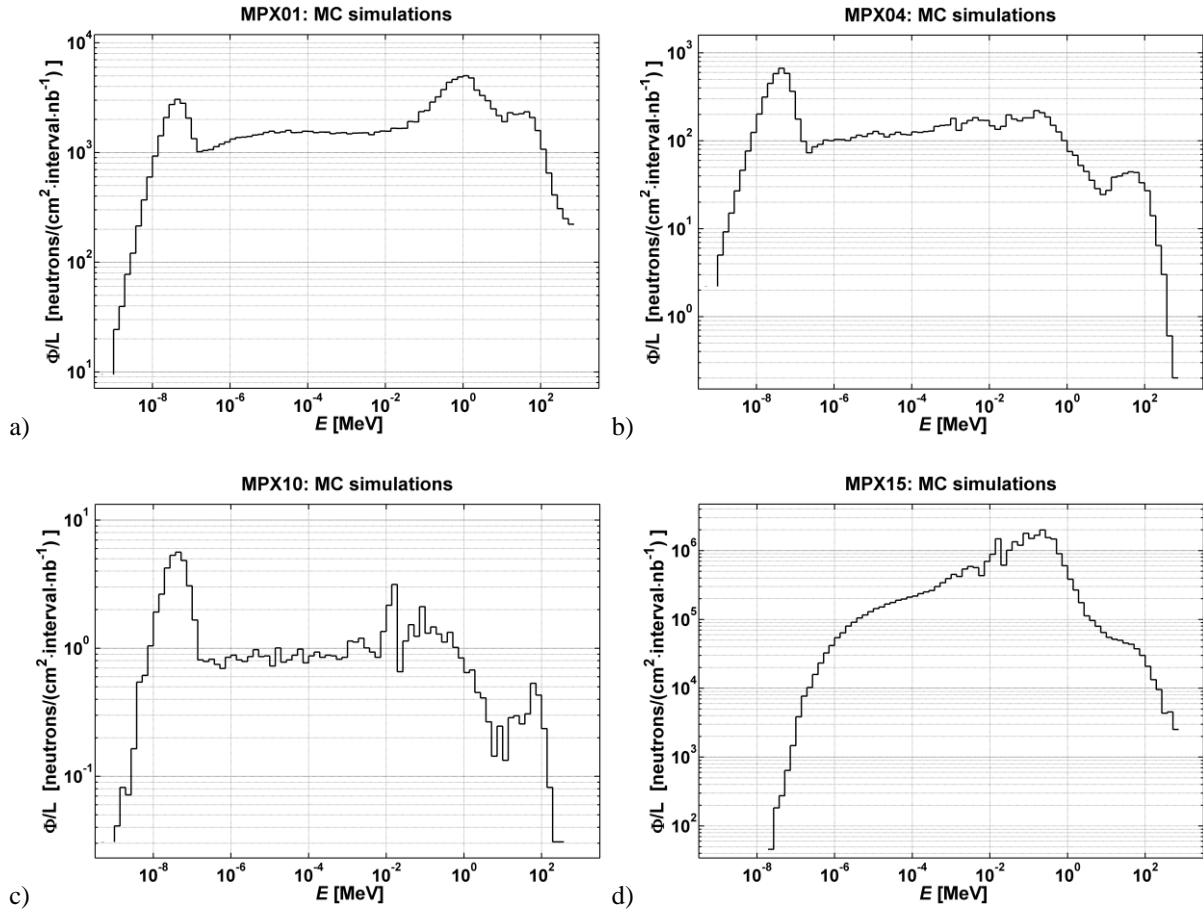 MPX01: MC simulations
Φ/L [neutrons/(cm²·interval·nb⁻¹) ]
10⁴
10³
10²
10¹
10⁻⁸ 10⁻⁶ 10⁻⁴ 10⁻² 10⁰ 10²
E [MeV]
a)
MPX04: MC simulations
Φ/L [neutrons/(cm²·interval·nb⁻¹) ]
10³
10²
10¹
10⁰
10⁻⁸ 10⁻⁶ 10⁻⁴ 10⁻² 10⁰ 10²
E [MeV]
b)
MPX10: MC simulations
Φ/L [neutrons/(cm²·interval·nb⁻¹) ]
10¹
10⁰
10⁻¹
10⁻⁸ 10⁻⁶ 10⁻⁴ 10⁻² 10⁰ 10²
E [MeV]
c)
MPX15: MC simulations
Φ/L [neutrons/(cm²·interval·nb⁻¹) ]
10⁶
10⁵
10⁴
10³
10²
10⁻⁸ 10⁻⁶ 10⁻⁴ 10⁻² 10⁰ 10²
E [MeV]
d)